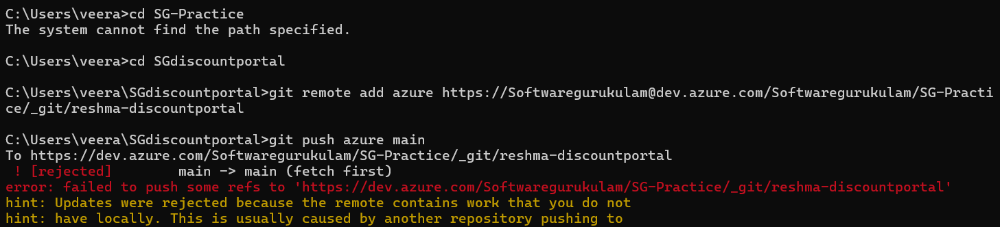 C:\Users\veera>cd SG-Practice
The system cannot find the path specified.
C:\Users\veera>cd SGdiscountportal
C:\Users\veera\SGdiscountportal>git remote add azure https://Softwaregurukulam@dev.azure.com/Softwaregurukulam/SG-Practi
ce/_git/reshma-discountportal
C:\Users\veera\SGdiscountportal>git push azure main
To https://dev.azure.com/Softwaregurukulam/SG-Practice/_git/reshma-discountportal
 ! [rejected]        main -> main (fetch first)
error: failed to push some refs to 'https://dev.azure.com/Softwaregurukulam/SG-Practice/_git/reshma-discountportal'
hint: Updates were rejected because the remote contains work that you do not
hint: have locally. This is usually caused by another repository pushing to